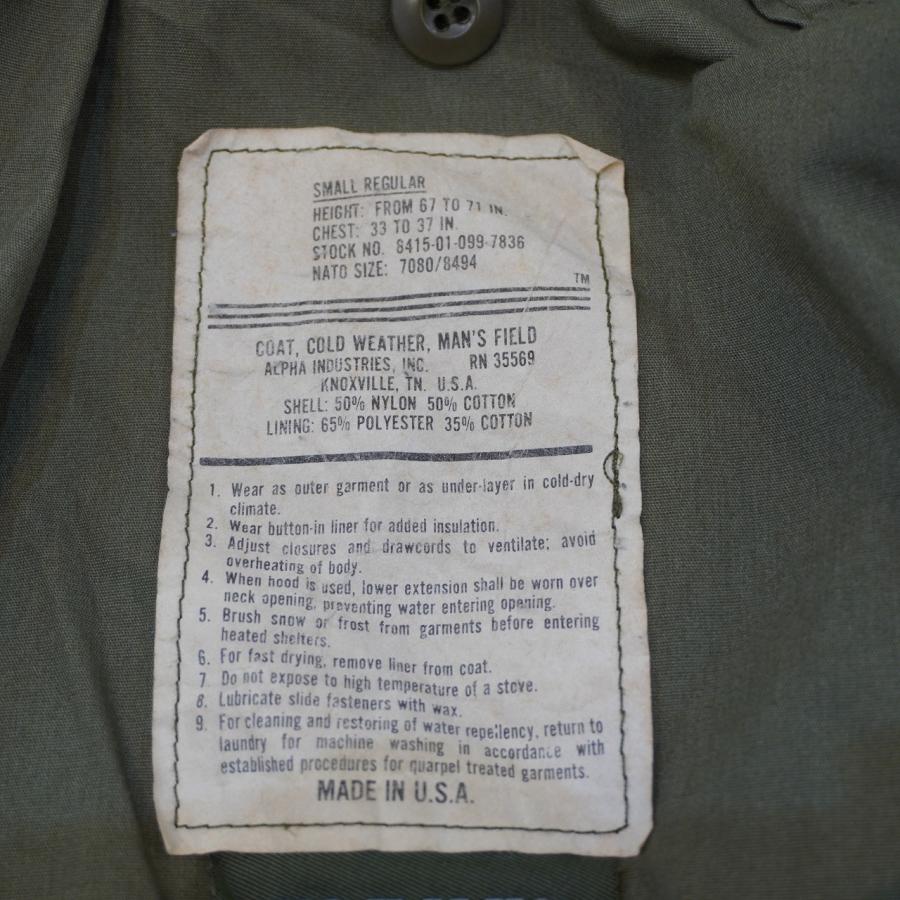 SMALL REGULAR
HEIGHT: FROM 67 TO 71 IN.
CHEST: 33 TO 37 IN.
STOCK NO. 8415-01-099-7836
NATO SIZE: 7080/8494
TM
COAT, COLD WEATHER, MAN'S FIELD
ALPHA INDUSTRIES, INC. RN 35569
KNOXVILLE, TN. U.S.A.
SHELL: 50% NYLON 50% COTTON
LINING: 65% POLYESTER 35% COTTON
1. Wear as outer garment or as under-layer in cold-dry
climate.
2. Wear button-in liner for added insulation.
3. Adjust closures and drawcords to ventilate; avoid
overheating of body.
4. When hood is used, lower extension shall be worn over
neck opening, preventing water entering opening.
5. Brush snow or frost from garments before entering
heated shelters.
6. For fast drying, remove liner from coat.
7. Do not expose to high temperature of a stove.
8. Lubricate slide fasteners with wax.
9. For cleaning and restoring of water repellency, return to
laundry for machine washing in accordance with
established procedures for quarpel treated garments.
MADE IN U.S.A.